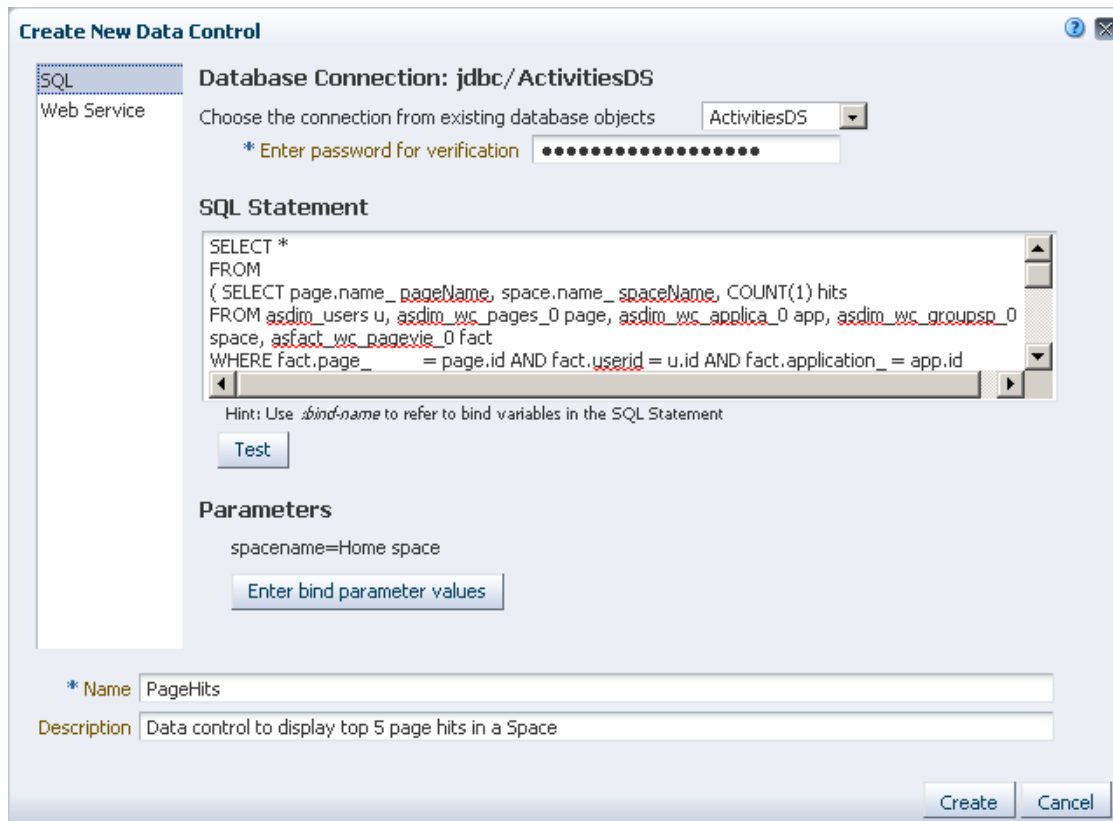 Create New Data Control
SQL
Web Service
Database Connection: jdbc/ActivitiesDS
Choose the connection from existing database objects ActivitiesDS
* Enter password for verification ••••••••••••••••••
SQL Statement
SELECT *
FROM
( SELECT page.name_ pageName, space.name_ spaceName, COUNT(1) hits
FROM asdim_users u, asdim_wc_pages_0 page, asdim_wc_applica_0 app, asdim_wc_groupsp_0
space, asfact_wc_pagevie_0 fact
WHERE fact.page_ = page.id AND fact.userid = u.id AND fact.application_ = app.id
Hint: Use :bind-name to refer to bind variables in the SQL Statement
Test
Parameters
spacename=Home space
Enter bind parameter values
* Name PageHits
Description Data control to display top 5 page hits in a Space
Create Cancel